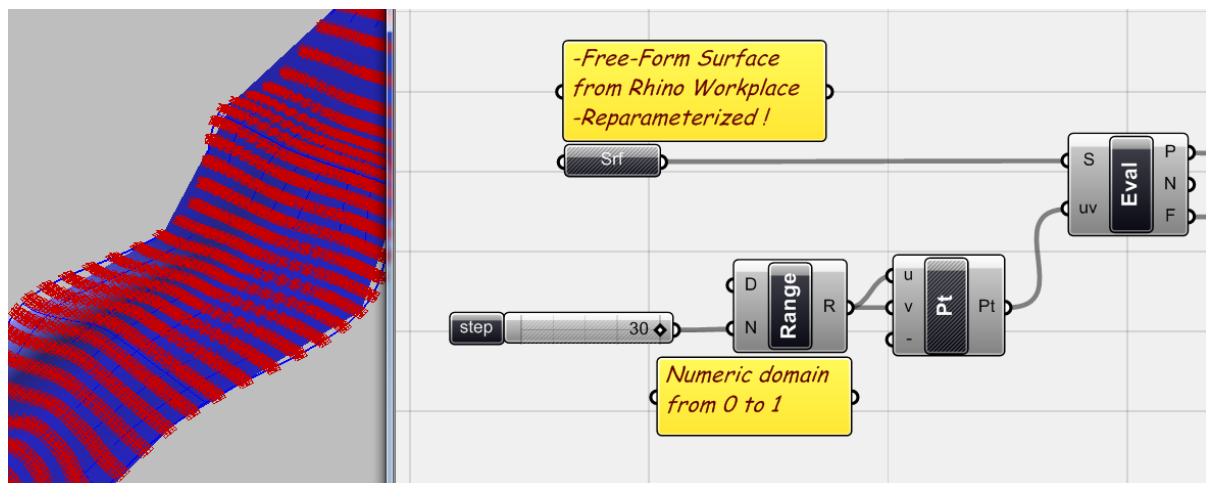 -Free-Form Surface
from Rhino Workplace
-Reparameterized !
Srf
S
uv
Eval
P
N
F
step
30
D
N
Range
R
u
v
-
Pt
Pt
Numeric domain
from 0 to 1